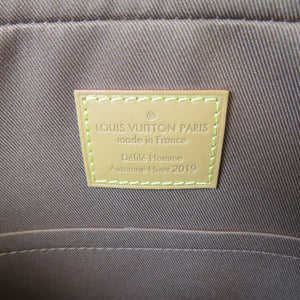 ®
LOUIS VUITTON PARIS
made in France
Défilé Homme
Automne-Hiver 2019